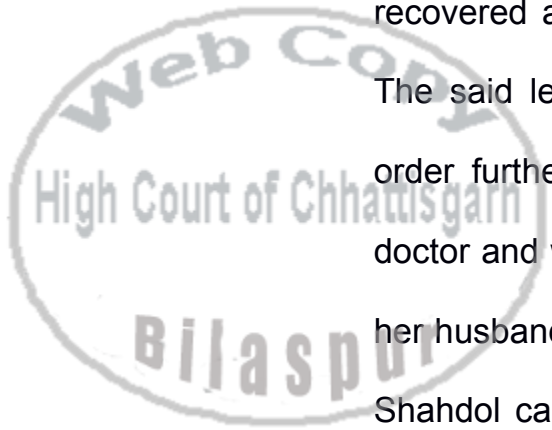 recovered a
The said le
order furthe
doctor and
her husband
Shahdol ca
Web Copy
High Court of Chhattisgarh
Bilaspur